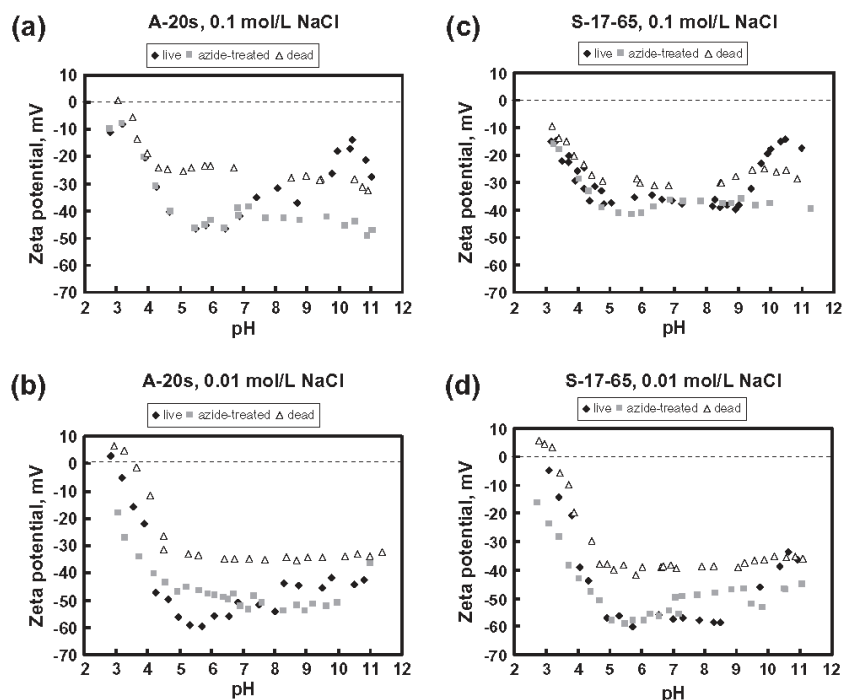 (a)
A-20s, 0.1 mol/L NaCl
live azide-treated dead
Zeta potential, mV
10
0
-10
-20
-30
-40
-50
-60
-70
2 3 4 5 6 7 8 9 10 11 12
pH
(c)
S-17-65, 0.1 mol/L NaCl
live azide-treated dead
Zeta potential, mV
10
0
-10
-20
-30
-40
-50
-60
-70
2 3 4 5 6 7 8 9 10 11 12
pH
(b)
A-20s, 0.01 mol/L NaCl
live azide-treated dead
Zeta potential, mV
10
0
-10
-20
-30
-40
-50
-60
-70
2 3 4 5 6 7 8 9 10 11 12
pH
(d)
S-17-65, 0.01 mol/L NaCl
live azide-treated dead
Zeta potential, mV
10
0
-10
-20
-30
-40
-50
-60
-70
2 3 4 5 6 7 8 9 10 11 12
pH